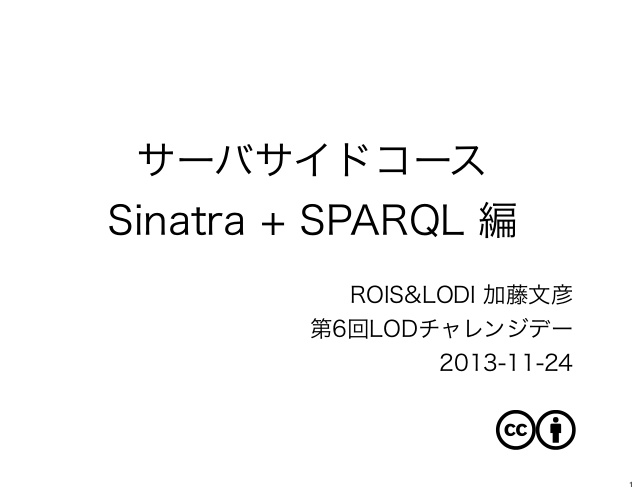 サーバサイドコース
Sinatra + SPARQL 編
ROIS&LODI 加藤文彦
第6回LODチャレンジデー
2013-11-24
cc
1